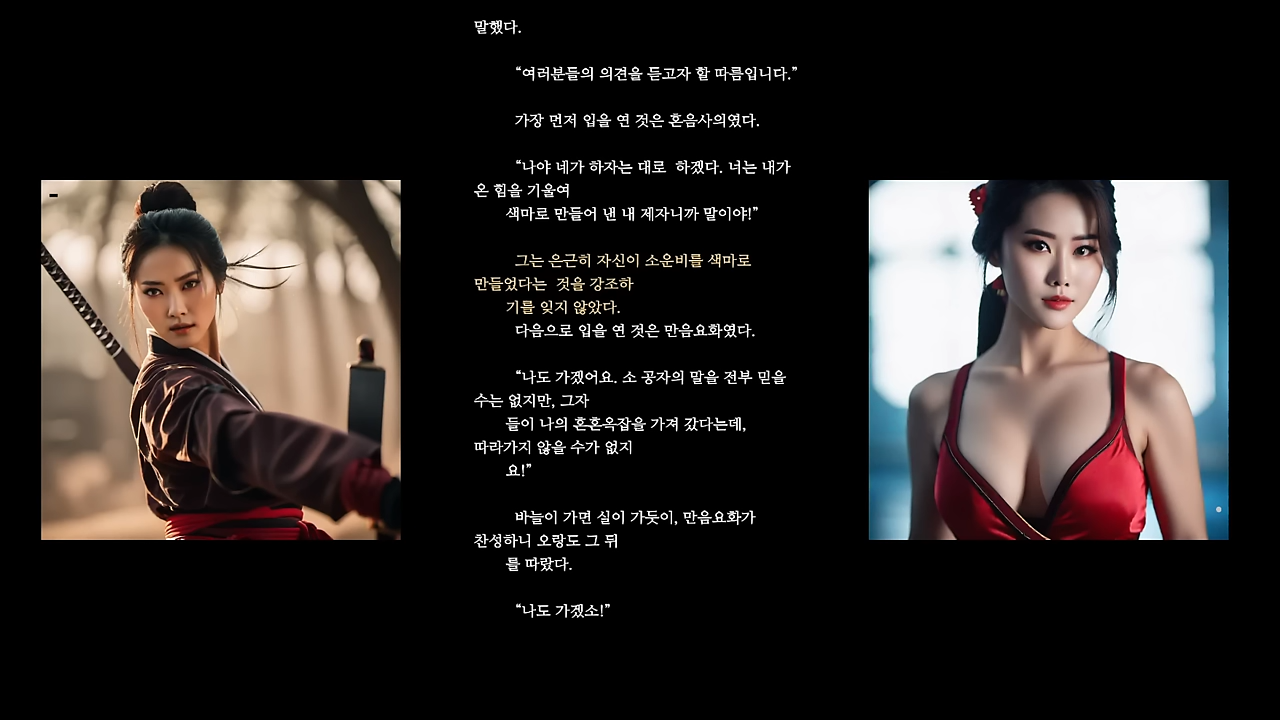 말했다.
“여러분들의 의견을 듣고자 할 따름입니다.”
가장 먼저 입을 연 것은 혼음사의였다.
“나야 네가 하자는 대로 하겠다. 너는 내가
온 힘을 기울여
색마로 만들어 낸 내 제자니까 말이야!”
그는 은근히 자신이 소운비를 색마로
만들었다는 것을 강조하
기를 잊지 않았다.
다음으로 입을 연 것은 만음요화였다.
“나도 가겠어요. 소 공자의 말을 전부 믿을
수는 없지만, 그자
들이 나의 혼혼옥잡을 가져 갔다는데,
따라가지 않을 수가 없지
요!”
바늘이 가면 실이 가듯이, 만음요화가
찬성하니 오랑도 그 뒤
를 따랐다.
“나도 가겠소!”